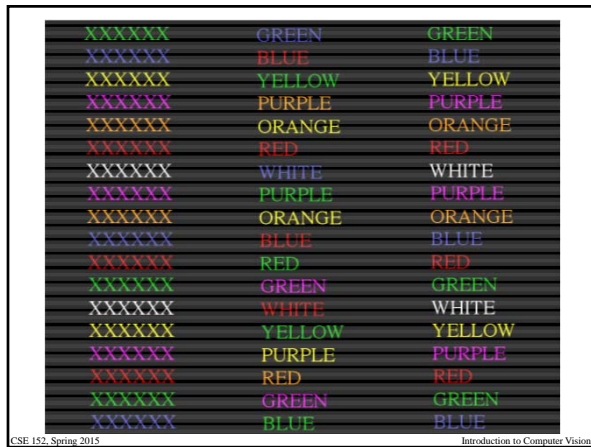 XXXXXX GREEN GREEN
XXXXXX BLUE BLUE
XXXXXX YELLOW YELLOW
XXXXXX PURPLE PURPLE
XXXXXX ORANGE ORANGE
XXXXXX RED RED
XXXXXX WHITE WHITE
XXXXXX PURPLE PURPLE
XXXXXX ORANGE ORANGE
XXXXXX BLUE BLUE
XXXXXX RED RED
XXXXXX GREEN GREEN
XXXXXX WHITE WHITE
XXXXXX YELLOW YELLOW
XXXXXX PURPLE PURPLE
XXXXXX RED RED
XXXXXX GREEN GREEN
XXXXXX BLUE BLUE
CSE 152, Spring 2015 Introduction to Computer Vision